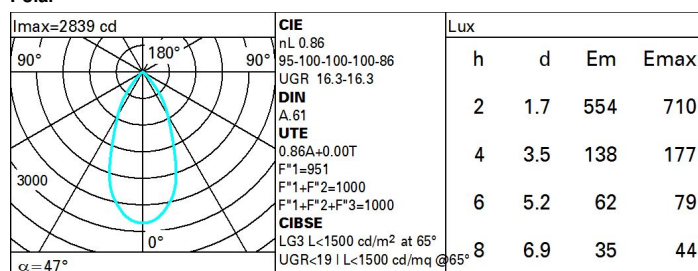 Imax=2839 cd
90° 180° 90°
3000
0°
α=47°
CIE
nL 0.86
95-100-100-100-86
UGR 16.3-16.3
DIN
A.61
UTE
0.86A+0.00T
F"1=951
F"1+F"2=1000
F"1+F"2+F"3=1000
CIBSE
LG3 L<1500 cd/m² at 65°
UGR<19 | L<1500 cd/mq @65°
Lux
h d Em Emax
2 1.7 554 710
4 3.5 138 177
6 5.2 62 79
8 6.9 35 44